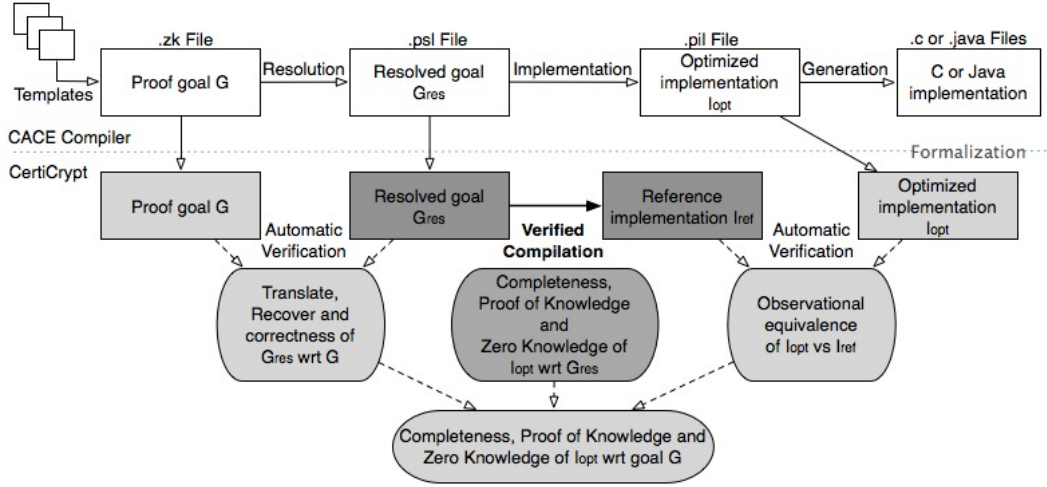 .zk File
.psl File
.pil File
.c or .java Files
Templates
Proof goal G
Resolution
Resolved goal
Gres
Implementation
Optimized
implementation
Iopt
Generation
C or Java
implementation
CACE Compiler
Formalization
CertiCrypt
Proof goal G
Resolved goal
Gres
Reference
implementation Iref
Optimized
implementation
Iopt
Automatic
Verification
Verified
Compilation
Automatic
Verification
Translate,
Recover and
correctness of
Gres wrt G
Completeness,
Proof of Knowledge
and
Zero Knowledge of
Iopt wrt Gres
Observational
equivalence
of Iopt vs Iref
Completeness, Proof of Knowledge and
Zero Knowledge of Iopt wrt goal G